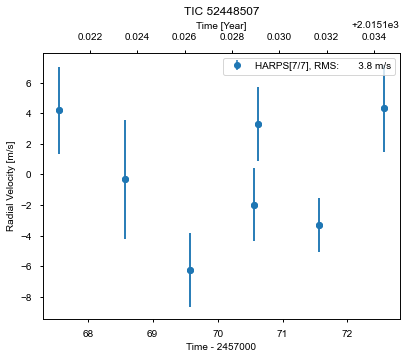 TIC 52448507
Time [Year]
+2.0151e3
0.022 0.024 0.026 0.028 0.030 0.032 0.034
HARPS[7/7], RMS: 3.8 m/s
6
4
2
0
−2
−4
−6
−8
Radial Velocity [m/s]
68 69 70 71 72
Time - 2457000